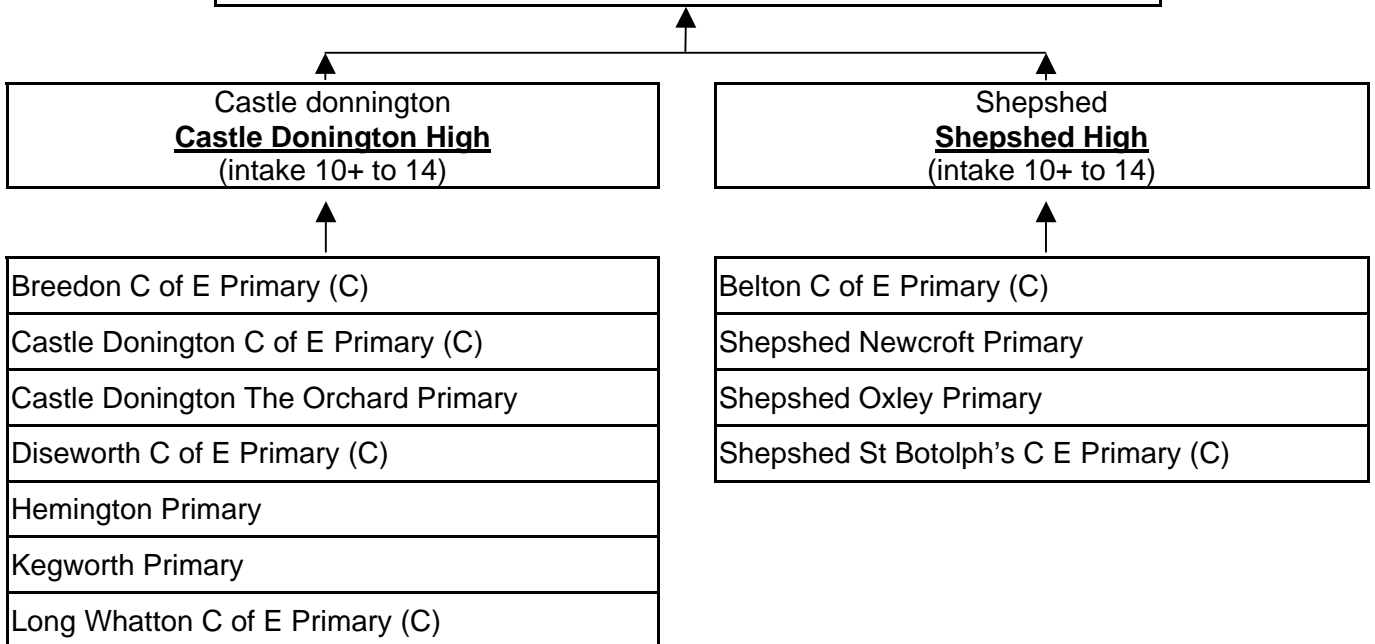 Castle donnington
Castle Donington High
(intake 10+ to 14)
Shepshed
Shepshed High
(intake 10+ to 14)
Breedon C of E Primary (C)
Castle Donington C of E Primary (C)
Castle Donington The Orchard Primary
Diseworth C of E Primary (C)
Hemington Primary
Kegworth Primary
Long Whatton C of E Primary (C)
Belton C of E Primary (C)
Shepshed Newcroft Primary
Shepshed Oxley Primary
Shepshed St Botolph’s C E Primary (C)